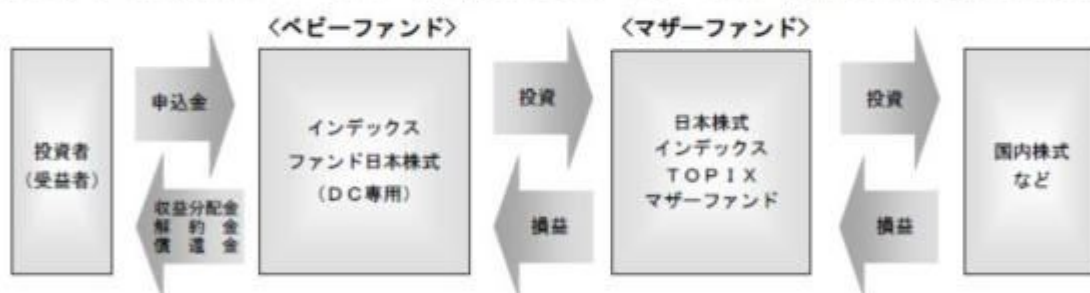 〈ベビーファンド〉
〈マザーファンド〉
投資者
(受益者)
申込金
収益分配金
解約金
償還金
インデックス
ファンド日本株式
(DC専用)
投資
損益
日本株式
インデックス
TOPIX
マザーファンド
投資
損益
国内株式
など